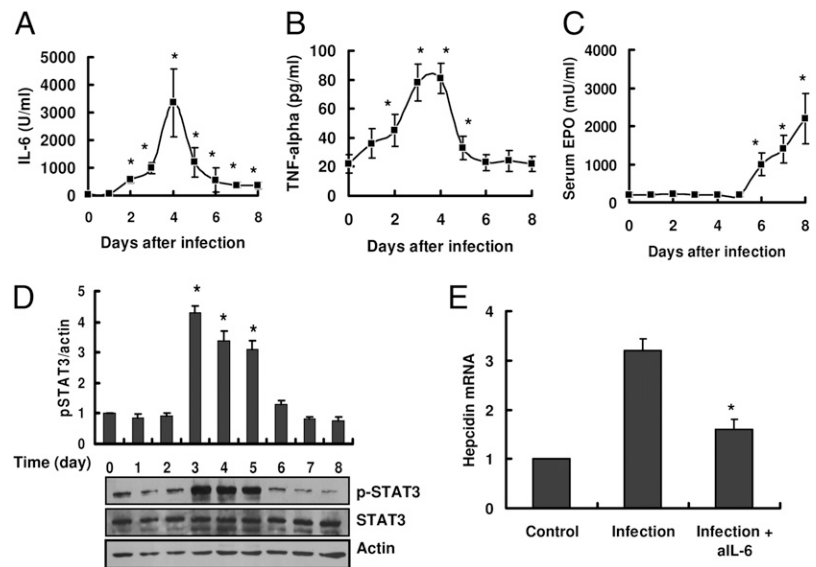 A
IL-6 (U/ml)
5000
4000
3000
2000
1000
0
* * * * * * *
0 2 4 6 8
Days after infection
B
TNF-alpha (pg/ml)
100
80
60
40
20
0
* * * *
0 2 4 6 8
Days after infection
C
Serum EPO (mU/ml)
4000
3000
2000
1000
0
* * *
0 2 4 6 8
Days after infection
D
pSTAT3/actin
5
4
3
2
1
0
* * *
Time (day) 0 1 2 3 4 5 6 7 8
p-STAT3
STAT3
Actin
E
Hepcidin mRNA
4
3
2
1
0
*
Control Infection Infection +
aIL-6